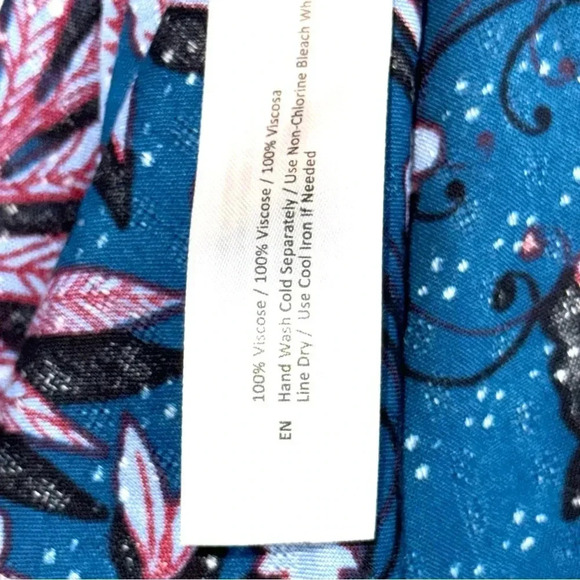 100% Viscose / 100% Viscose / 100% Viscosa
EN Hand Wash Cold Separately / Use Non-Chlorine Bleach Wh
Line Dry / Use Cool Iron If Needed